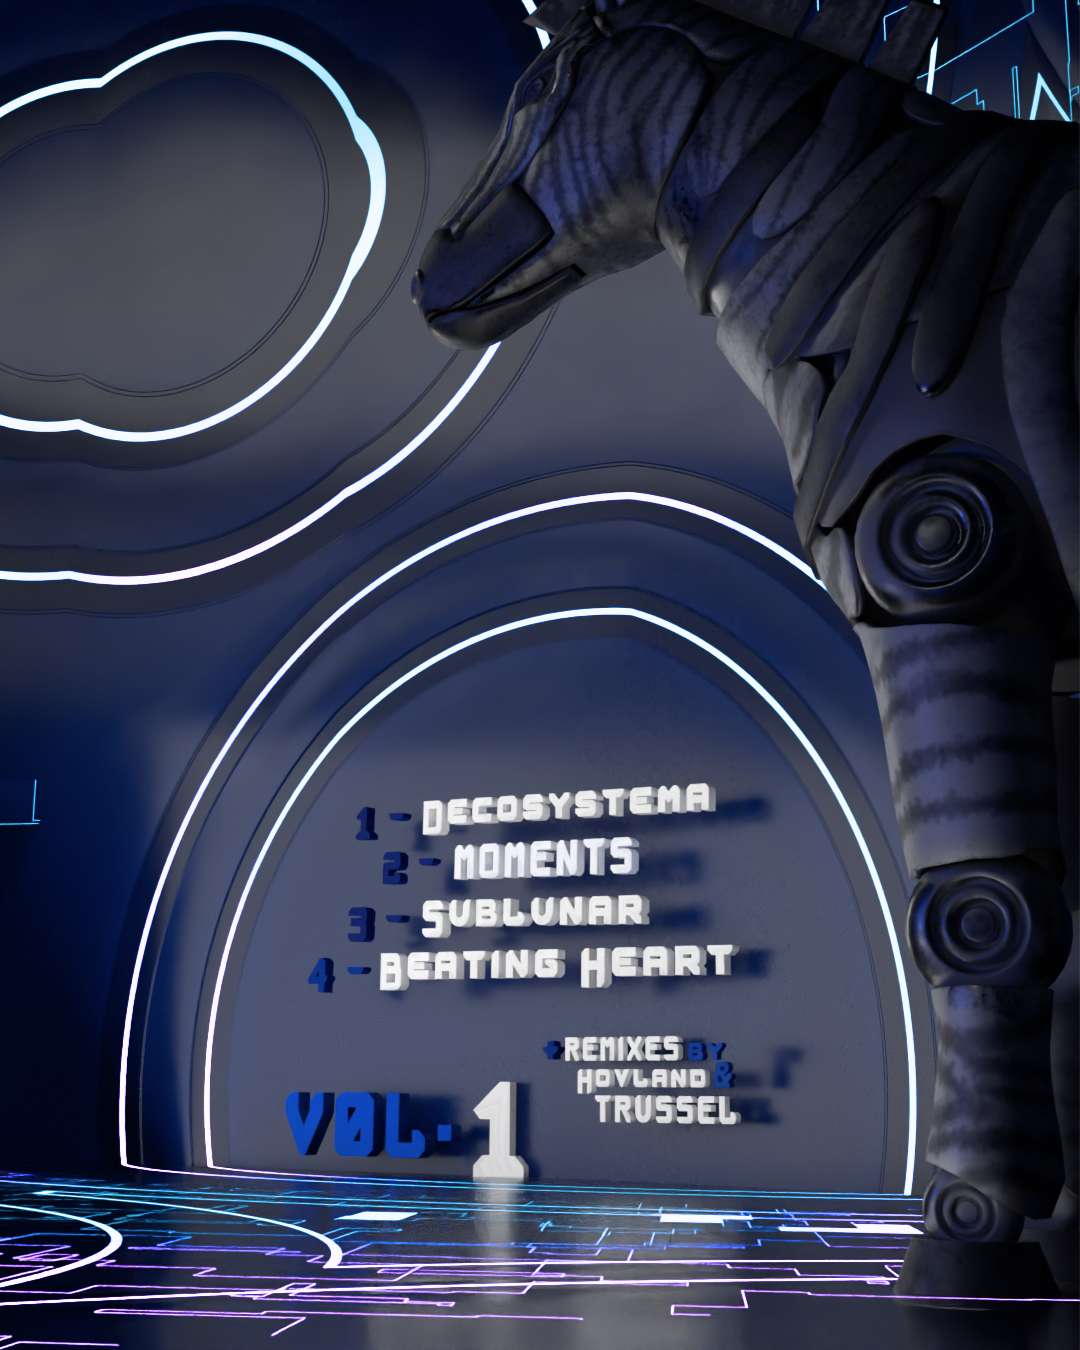 1 - Decosystema
2 - MOMENTS
3 - Sublunar
4 - Beating Heart
+ REMIXES BY
Hovland &
TRUSSEL
VOL. 1